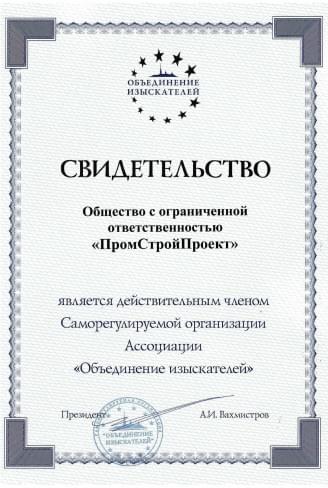 ОБЪЕДИНЕНИЕ
ИЗЫСКАТЕЛЕЙ
СВИДЕТЕЛЬСТВО
Общество с ограниченной
ответственностью
«ПромСтройПроект»
является действительным членом
Саморегулируемой организации
Ассоциации
«Объединение изыскателей»
Президент А.И. Вахмистров
"ОБЪЕДИНЕНИЕ
ИЗЫСКАТЕЛЕЙ"